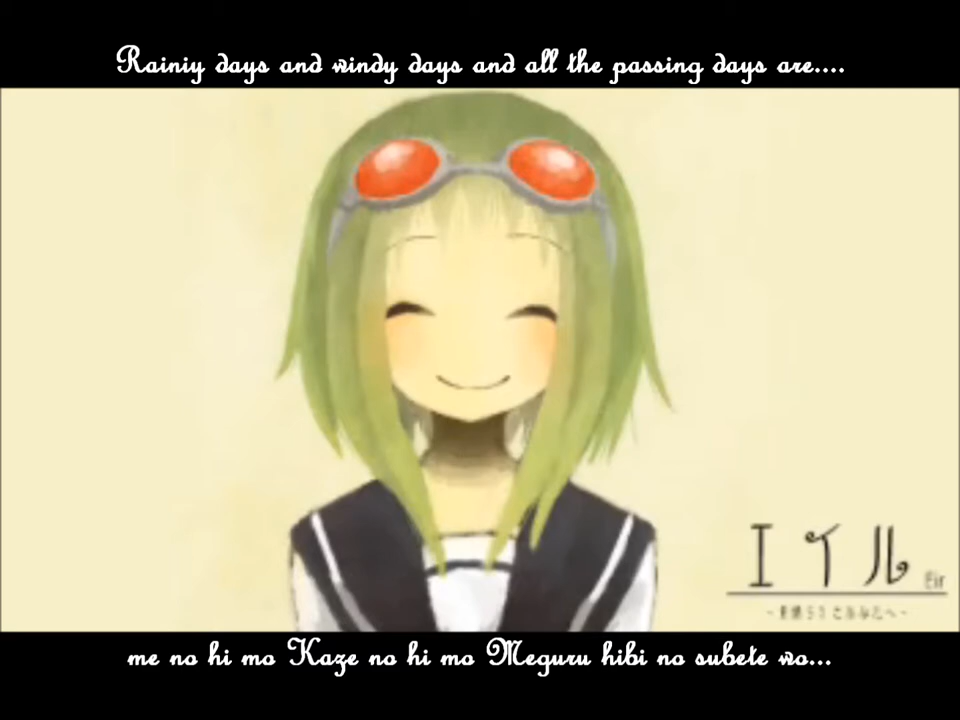 Rainiy days and windy days and all the passing days are....
エイル Eir
me no hi mo Kaze no hi mo Meguru hibi no subete wo...